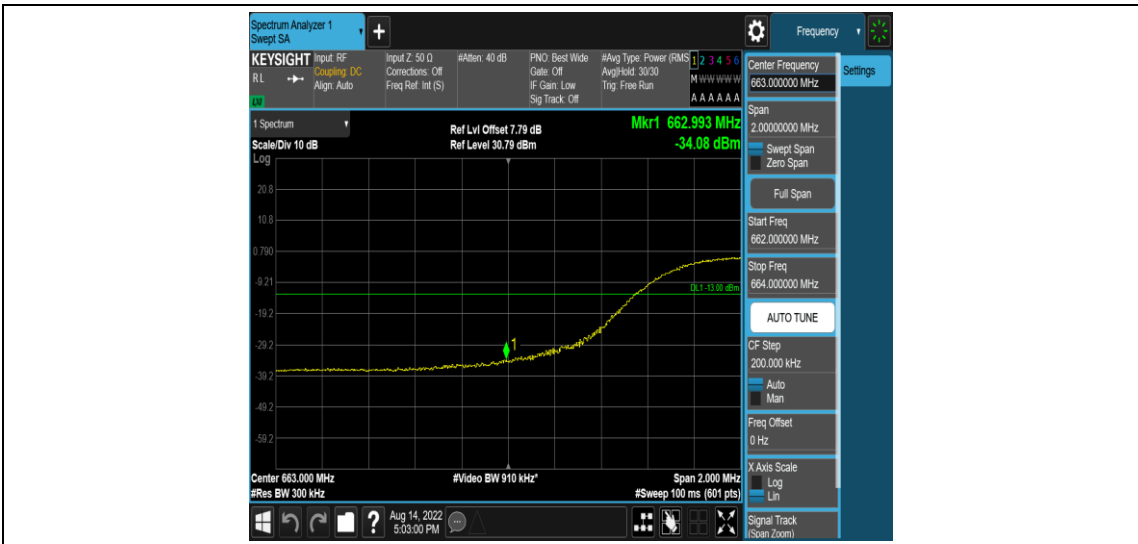 Spectrum Analyzer 1
Swept SA
+
Frequency
KEYSIGHT
RL
LXI
Input: RF
Coupling: DC
Align: Auto
Input Z: 50 Ω
Corrections: Off
Freq Ref: Int (S)
#Atten: 40 dB
PNO: Best Wide
Gate: Off
IF Gain: Low
Sig Track: Off
#Avg Type: Power (RMS
Avg|Hold: 30/30
Trig: Free Run
1 2 3 4 5 6
M W W W W W
A A A A A A
1 Spectrum
Scale/Div 10 dB
Log
Ref Lvl Offset 7.79 dB
Ref Level 30.79 dBm
Mkr1 662.993 MHz
-34.08 dBm
20.8
10.8
0.790
-9.21
DL1 -13.00 dBm
-19.2
-29.2
1
-39.2
-49.2
-59.2
Center 663.000 MHz
#Res BW 300 kHz
#Video BW 910 kHz*
Span 2.000 MHz
#Sweep 100 ms (601 pts)
?
Aug 14, 2022
5:03:00 PM
Center Frequency
663.000000 MHz
Settings
Span
2.00000000 MHz
Swept Span
Zero Span
Full Span
Start Freq
662.000000 MHz
Stop Freq
664.000000 MHz
AUTO TUNE
CF Step
200.000 kHz
Auto
Man
Freq Offset
0 Hz
X Axis Scale
Log
Lin
Signal Track
(Span Zoom)